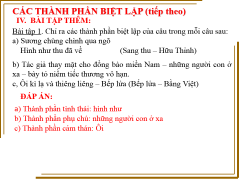 CÁC THÀNH PHẦN BIỆT LẬP (tiếp theo)
IV. BÀI TẬP THÊM:
Bài tập 1. Chỉ ra các thành phần biệt lập của câu trong mỗi câu sau:
a) Sương chùng chình qua ngõ
Hình như thu đã về (Sang thu – Hữu Thỉnh)
b) Tác giả thay mặt cho đồng bào miền Nam – những người con ở
xa – bày tỏ niềm tiếc thương vô hạn.
c, Ôi kì lạ và thiêng liêng – Bếp lửa (Bếp lửa – Bằng Việt)
ĐÁP ÁN:
a) Thành phần tình thái: hình như
b) Thành phần phụ chú: những người con ở xa
c) Thành phần cảm thán: Ôi